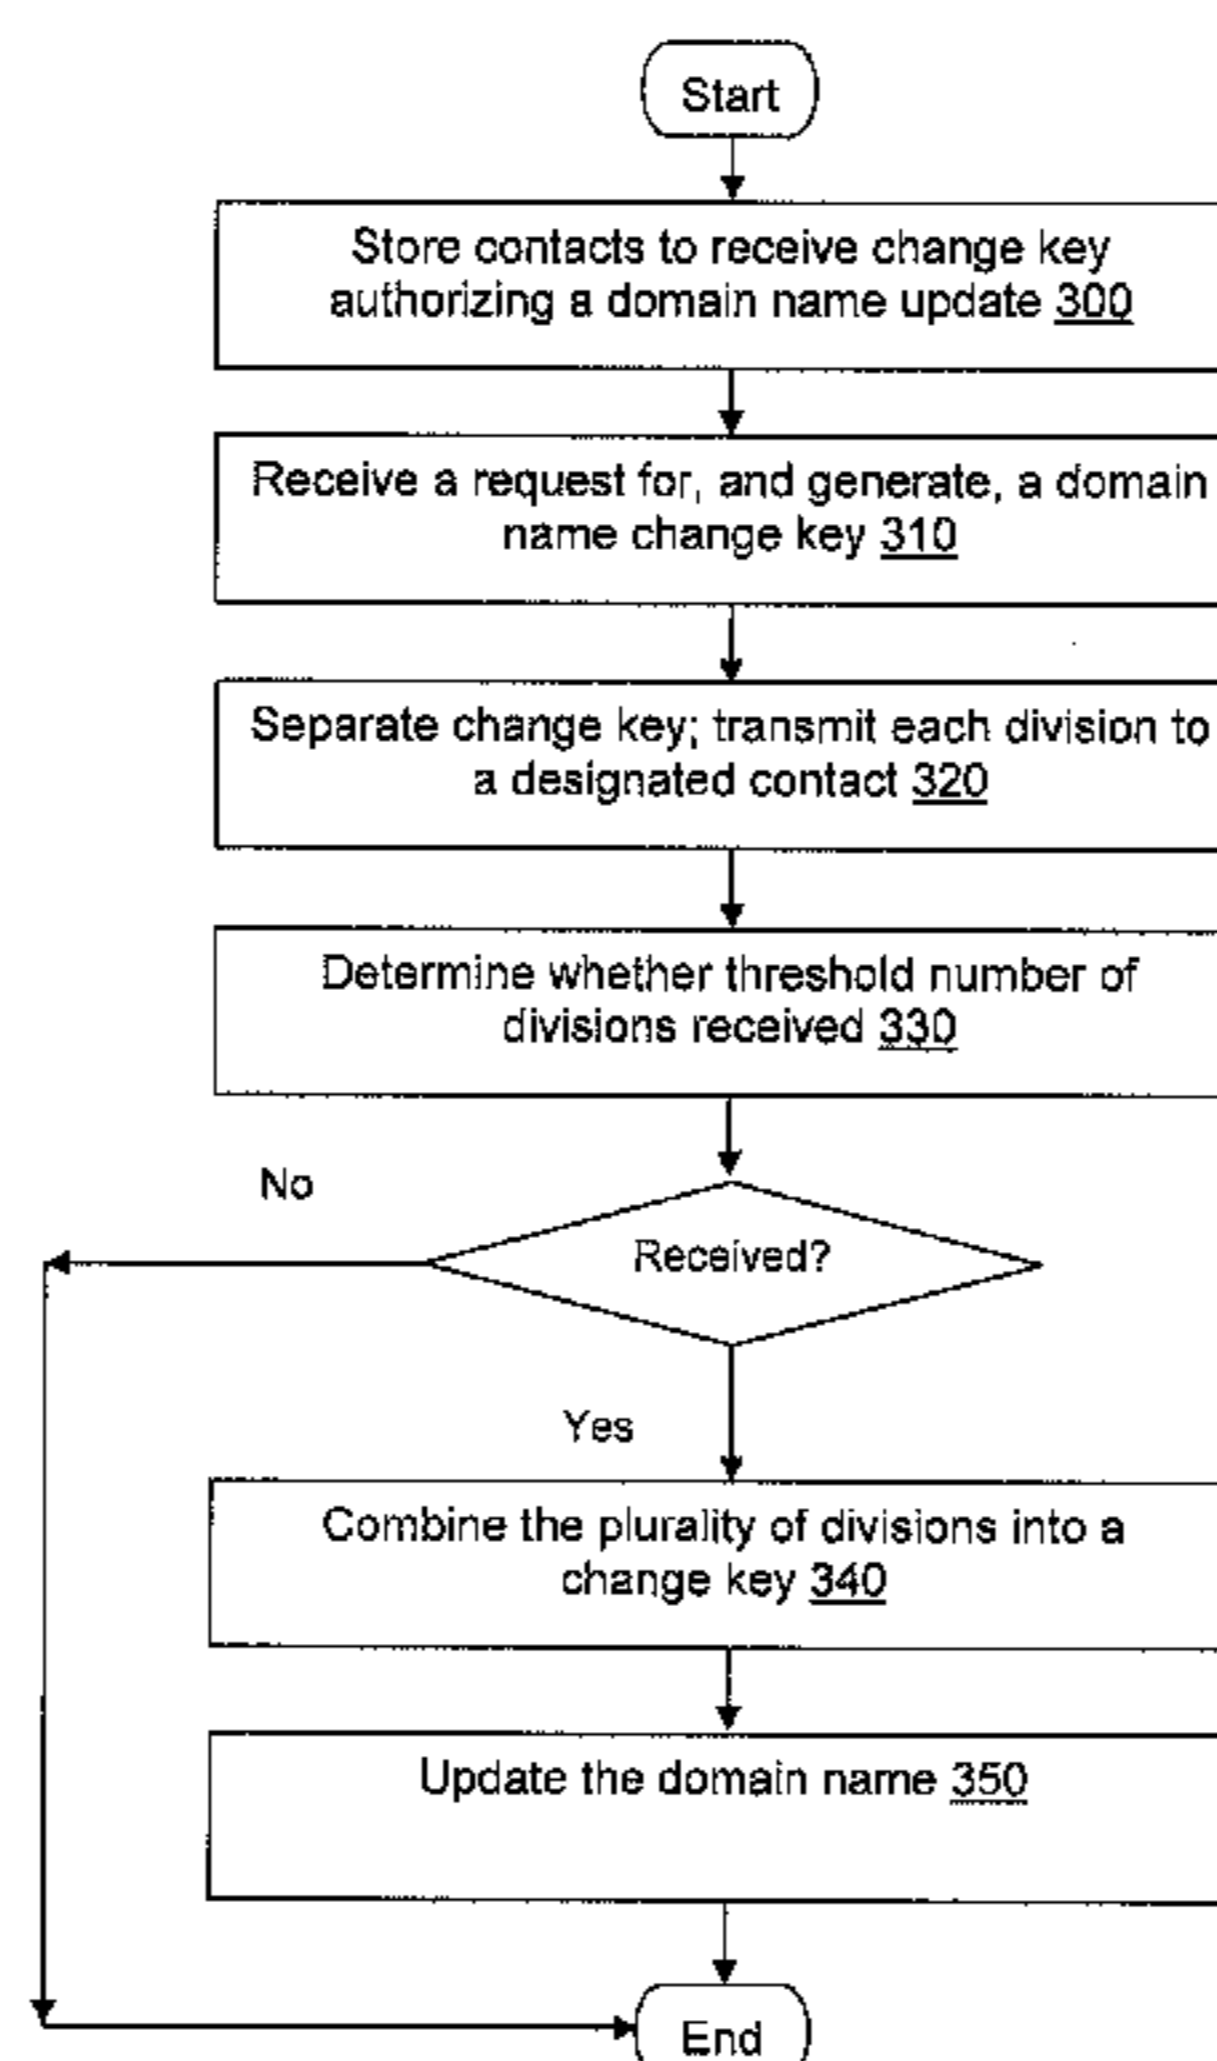 Start
Store contacts to receive change key
authorizing a domain name update 300
Receive a request for, and generate, a domain
name change key 310
Separate change key; transmit each division to
a designated contact 320
Determine whether threshold number of
divisions received 330
No
Received?
Yes
Combine the plurality of divisions into a
change key 340
Update the domain name 350
End